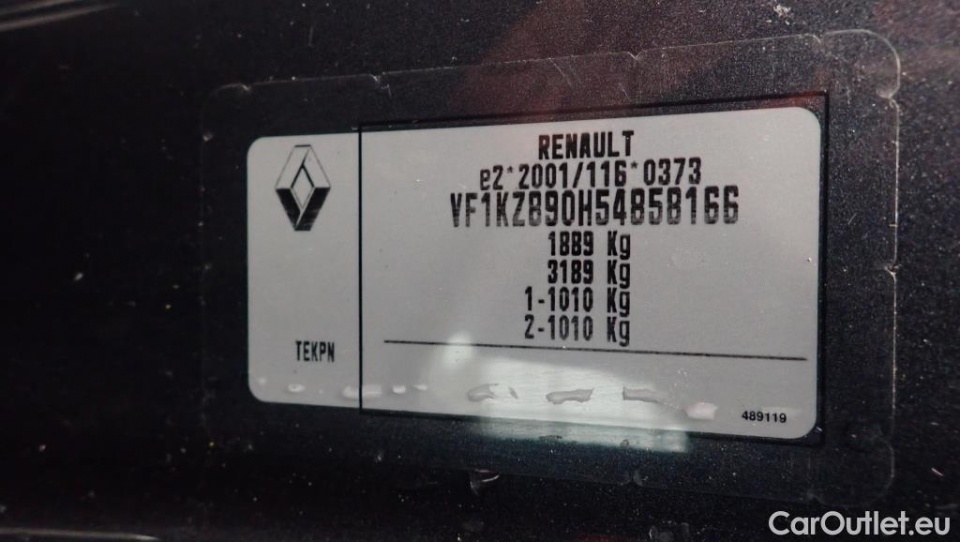 RENAULT
e2*2001/116*0373
VF1KZ890H54858166
1889 Kg
3189 Kg
1-1010 Kg
2-1010 Kg
TEKPN
489119
CarOutlet.eu